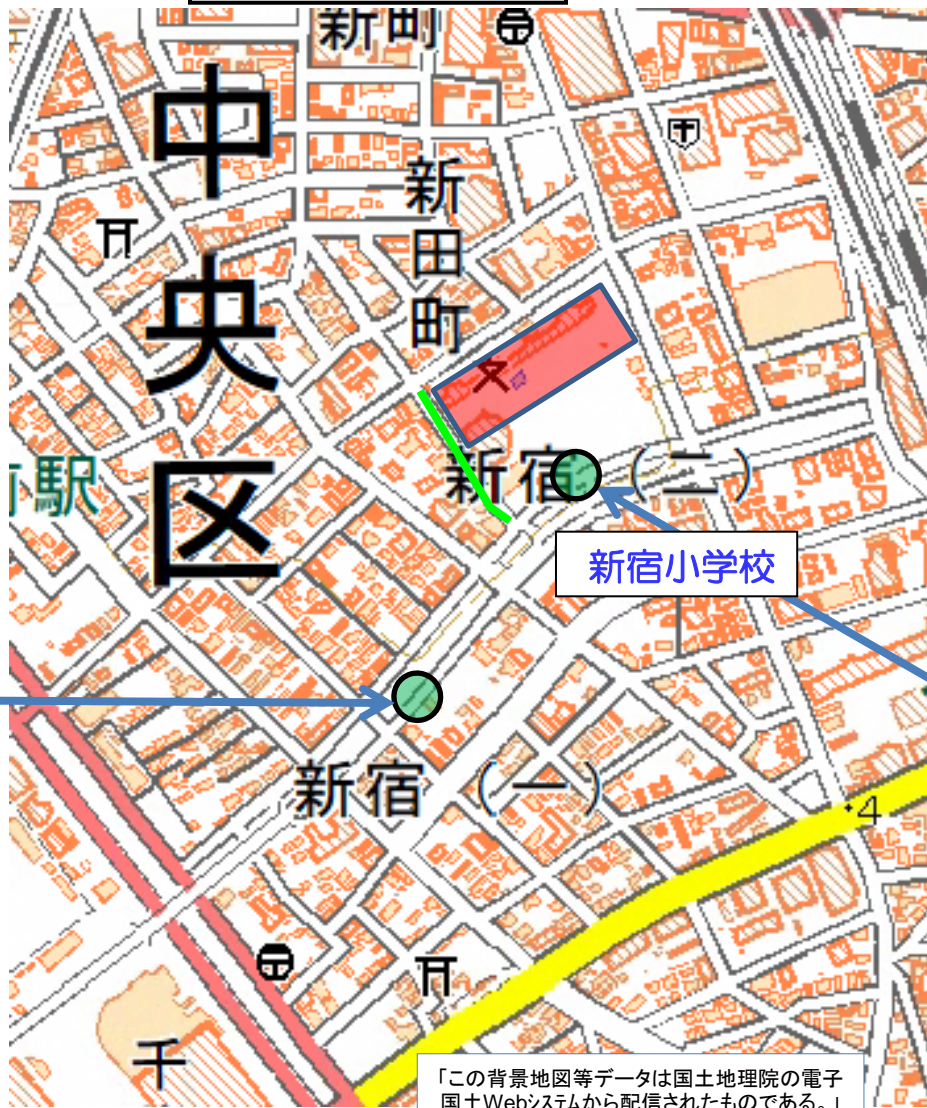 新町
中央区
新田町
前駅
新宿（二）
新宿小学校
新宿（一）
・4
千
「この背景地図等データは国土地理院の電子
国土Webシステムから配信されたものである。」